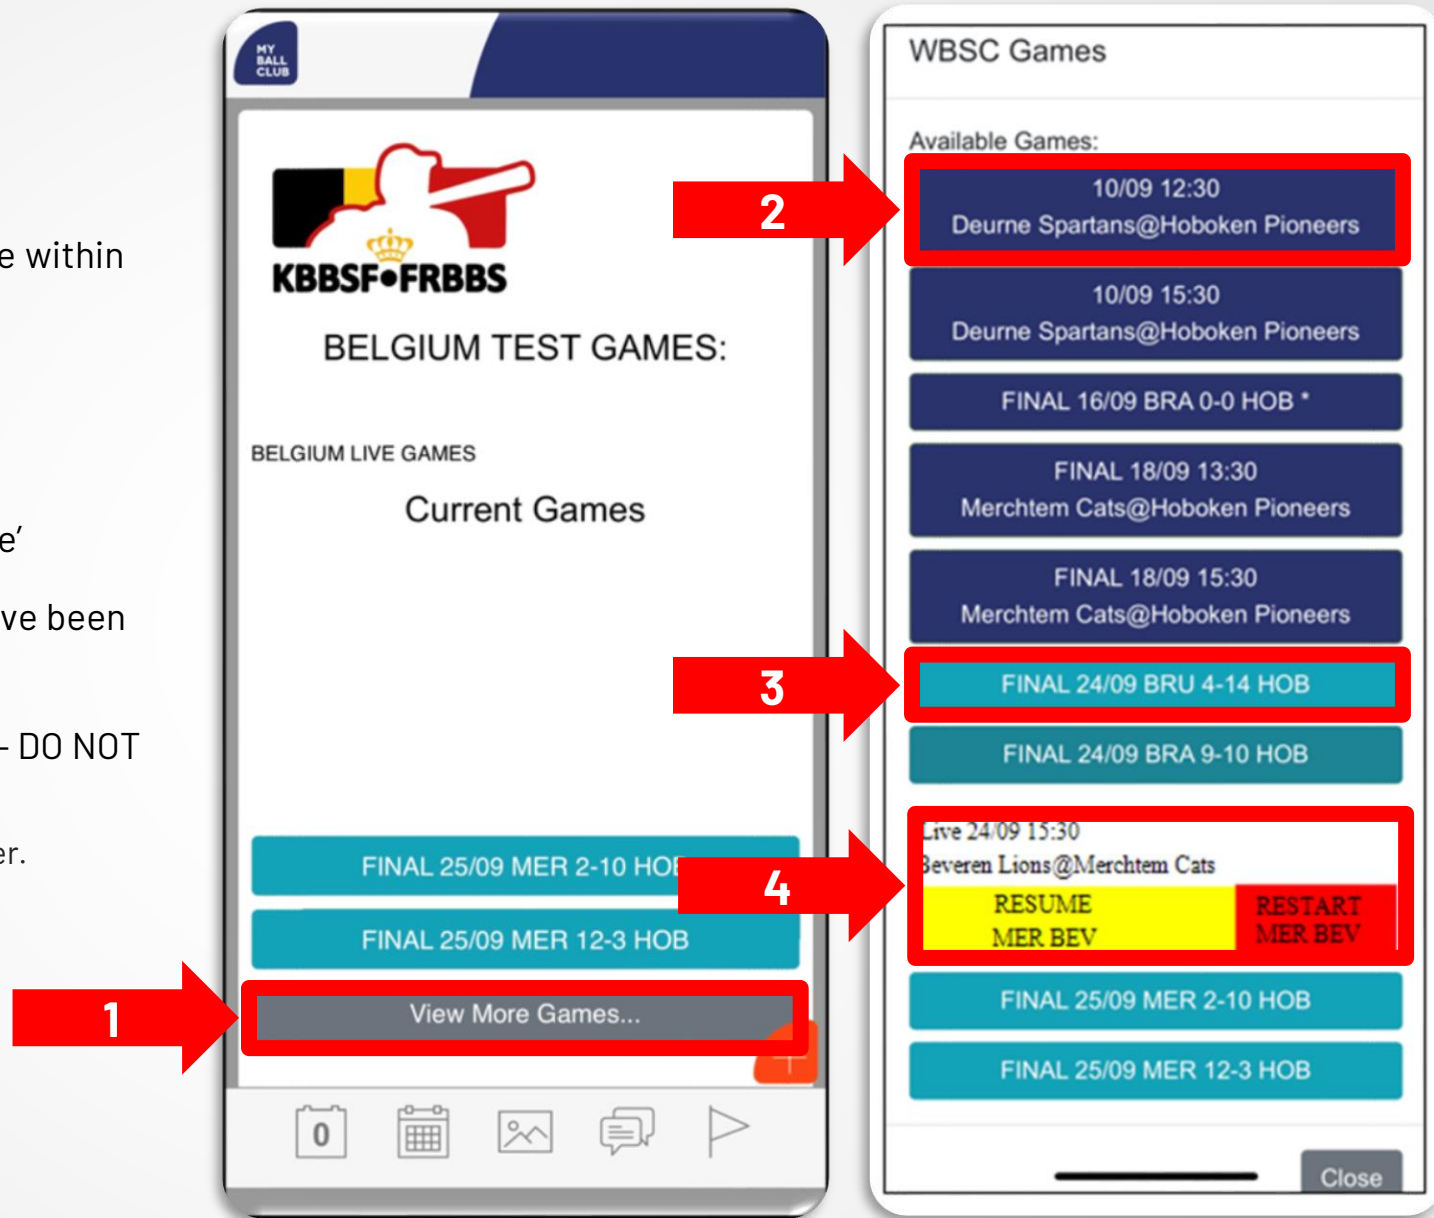 e within
e'
ve been
- DO NOT
er.
1
MY
BALL
CLUB
KBBSF•FRBBS
BELGIUM TEST GAMES:
BELGIUM LIVE GAMES
Current Games
FINAL 25/09 MER 2-10 HOB
FINAL 25/09 MER 12-3 HOB
View More Games...
0
2
3
4
WBSC Games
Available Games:
10/09 12:30
Deurne Spartans@Hoboken Pioneers
10/09 15:30
Deurne Spartans@Hoboken Pioneers
FINAL 16/09 BRA 0-0 HOB *
FINAL 18/09 13:30
Merchtem Cats@Hoboken Pioneers
FINAL 18/09 15:30
Merchtem Cats@Hoboken Pioneers
FINAL 24/09 BRU 4-14 HOB
FINAL 24/09 BRA 9-10 HOB
Live 24/09 15:30
Beveren Lions@Merchtem Cats
RESUME
MER BEV
RESTART
MER BEV
FINAL 25/09 MER 2-10 HOB
FINAL 25/09 MER 12-3 HOB
Close